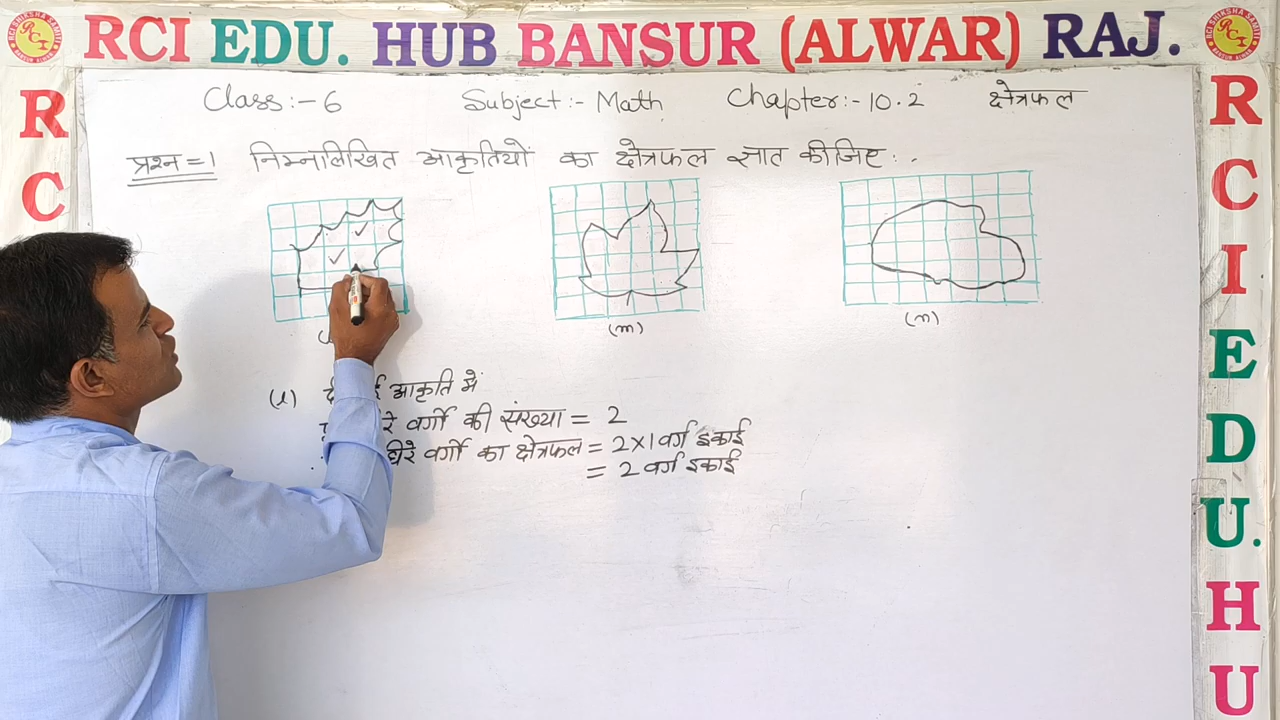 RCI EDU. HUB BANSUR (ALWAR) RAJ.
R
C
Class:- 6 Subject:- Math Chapter:- 10.2 क्षेत्रफल
प्रश्न=1 निम्नालिखित आकृतियों का क्षेत्रफल ज्ञात कीजिए:.
(m) (m)
(1) आकृति में
वर्गो की संख्या = 2
घिरे वर्गो का क्षेत्रफल = 2×1 वर्ग इकाई
= 2 वर्ग इकाई
R
C
I
E
D
U.
H
U